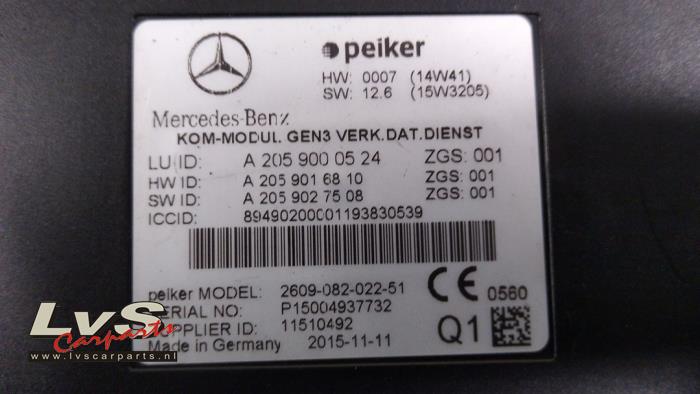 peiker
HW: 0007 (14W41)
SW: 12.6 (15W3205)
Mercedes-Benz
KOM-MODUL. GEN3 VERK.DAT.DIENST
LU ID: A 205 900 05 24 ZGS: 001
HW ID: A 205 901 68 10 ZGS: 001
SW ID: A 205 902 75 08 ZGS: 001
ICCID: 89490200001193830539
peiker MODEL: 2609-082-022-51
CE 0560
SERIAL NO: P15004937732
SUPPLIER ID: 11510492
Made in Germany 2015-11-11
Q1
LvS
Carparts
www.lvscarparts.nl